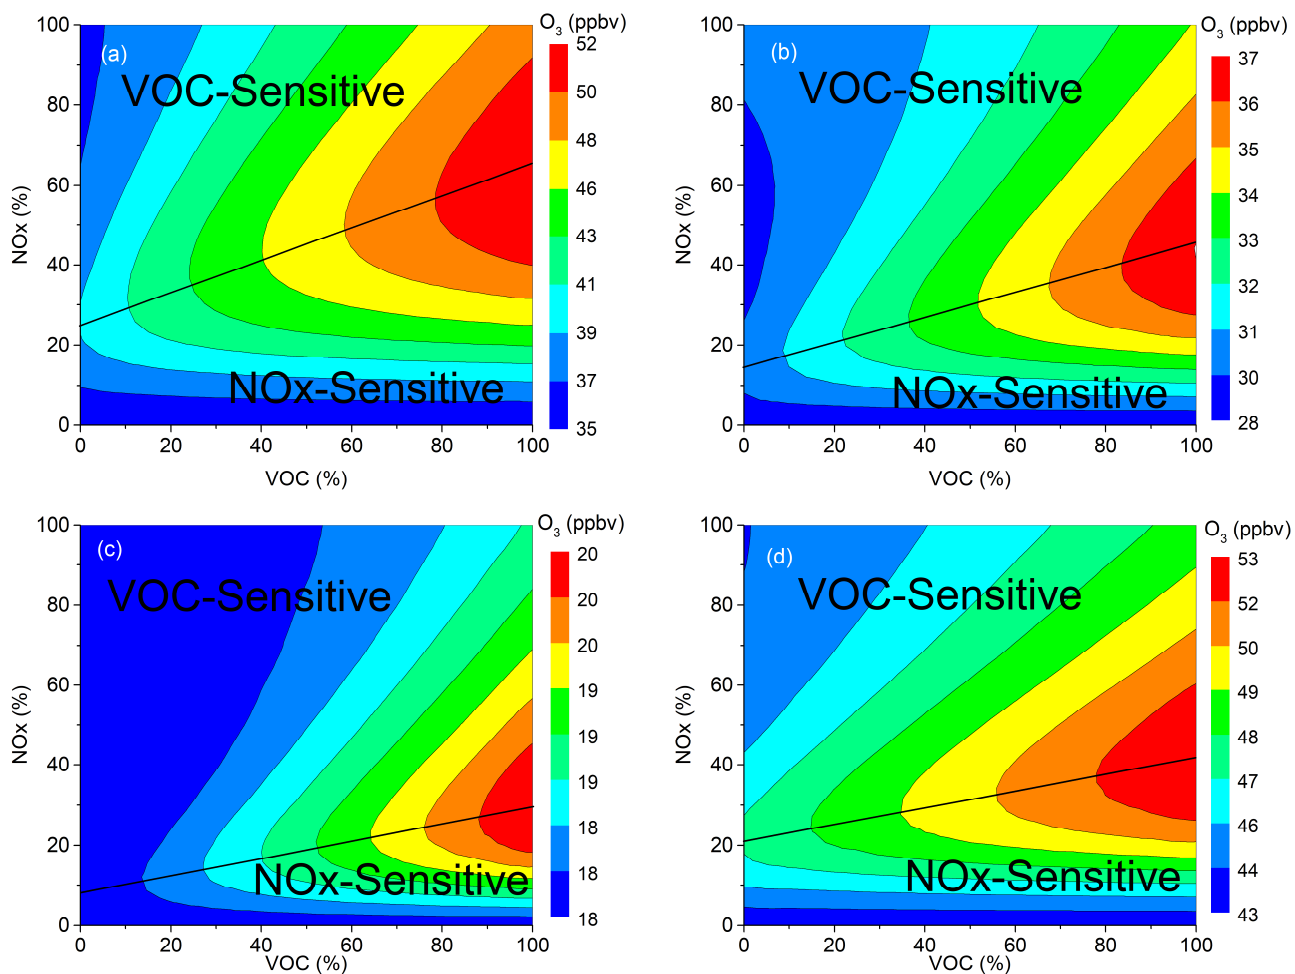 O3 (ppbv)
(a)
VOC-Sensitive
NOx-Sensitive
NOx (%)
100
80
60
40
20
0
0 20 40 60 80 100
VOC (%)
52
50
48
46
43
41
39
37
35
O3 (ppbv)
(b)
VOC-Sensitive
NOx-Sensitive
NOx (%)
100
80
60
40
20
0
0 20 40 60 80 100
VOC (%)
37
36
35
34
33
32
31
30
28
O3 (ppbv)
(c)
VOC-Sensitive
NOx-Sensitive
NOx (%)
100
80
60
40
20
0
0 20 40 60 80 100
VOC (%)
20
20
20
19
19
19
18
18
18
O3 (ppbv)
(d)
VOC-Sensitive
NOx-Sensitive
NOx (%)
100
80
60
40
20
0
0 20 40 60 80 100
VOC (%)
53
52
50
49
48
47
46
44
43